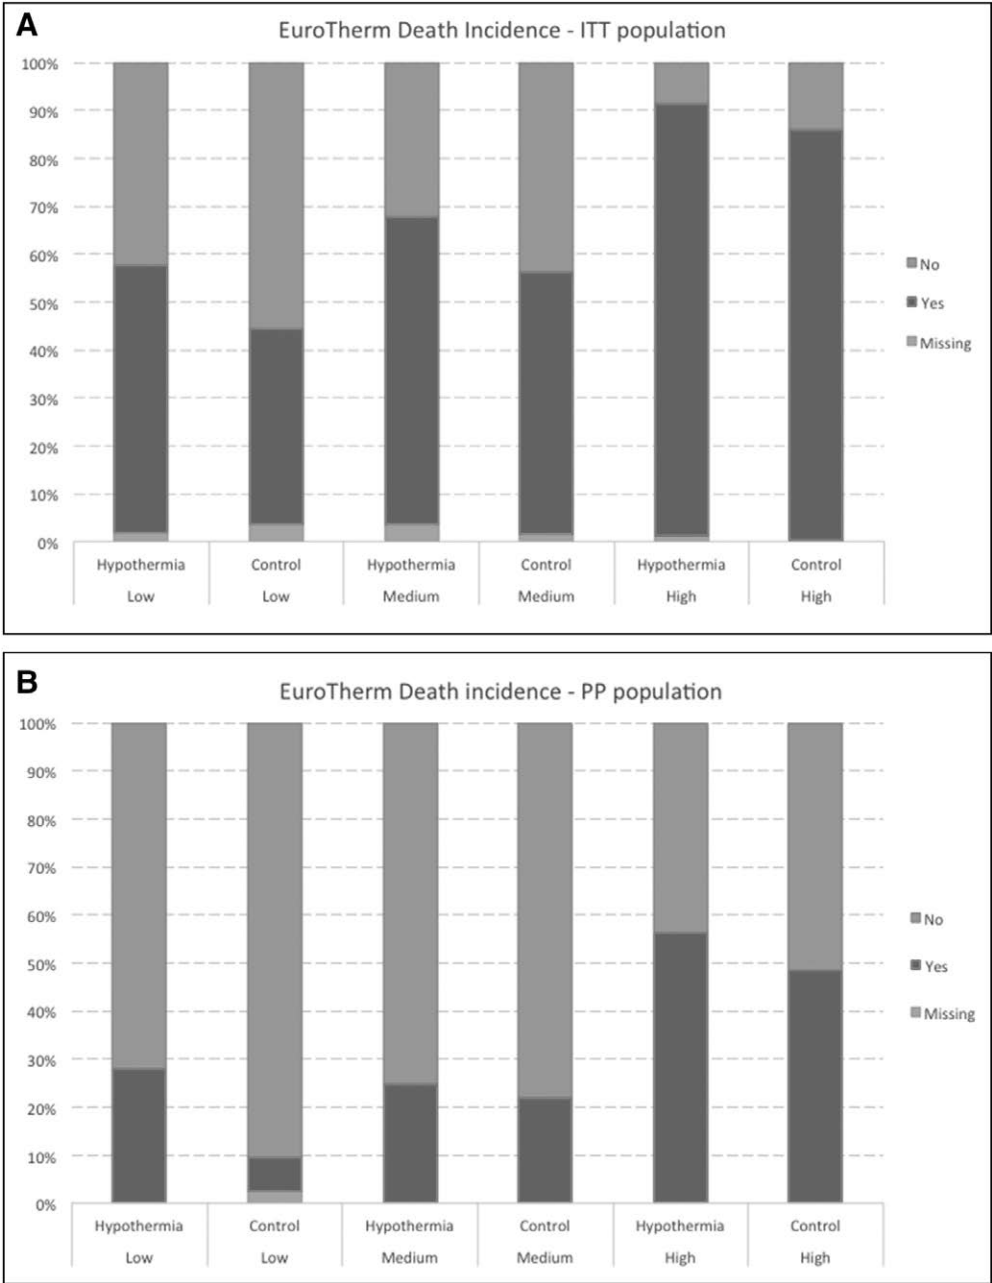 A
EuroTherm Death Incidence - ITT population
100%
90%
80%
70%
60%
50%
40%
30%
20%
10%
0%
No
Yes
Missing
Hypothermia Control Hypothermia Control Hypothermia Control
Low Low Medium Medium High High
B
EuroTherm Death incidence - PP population
100%
90%
80%
70%
60%
50%
40%
30%
20%
10%
0%
No
Yes
Missing
Hypothermia Control Hypothermia Control Hypothermia Control
Low Low Medium Medium High High